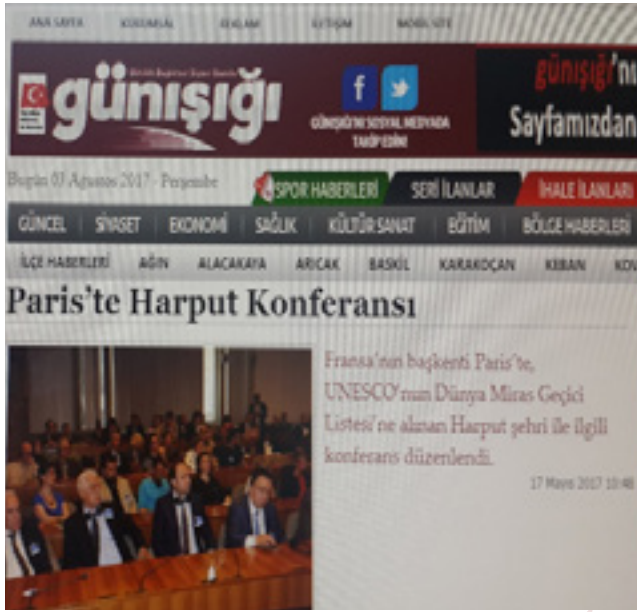 ANA SAYFA KURUMSAL REKLAM İLETİŞİM MOBİL SİTE
günışığı
GÜNIŞIĞI'NI SOSYAL MEDYADA
TAKİP EDİN!
günışığı'nı
Sayfamızdan
Bugün 03 Ağustos 2017 - Perşembe
SPOR HABERLERİ SERİ İLANLAR İHALE İLANLARI
GÜNCEL SİYASET EKONOMİ SAĞLIK KÜLTÜR SANAT EĞİTİM BÖLGE HABERLERİ
İLÇE HABERLERİ AĞIN ALACAKAYA ARICAK BASKİL KARAKOÇAN KEBAN KOV
Paris'te Harput Konferansı
Fransa'nın başkenti Paris'te,
UNESCO'nun Dünya Miras Geçici
Listesi'ne alınan Harput şehri ile ilgili
konferans düzenlendi.
17 Mayıs 2017 10:48